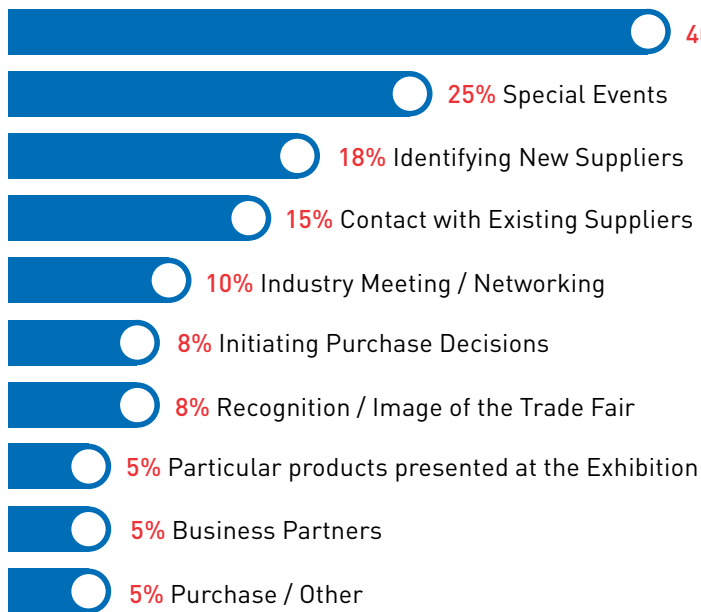 25% Special Events
18% Identifying New Suppliers
15% Contact with Existing Suppliers
10% Industry Meeting / Networking
8% Initiating Purchase Decisions
8% Recognition / Image of the Trade Fair
5% Particular products presented at the Exhibition
5% Business Partners
5% Purchase / Other